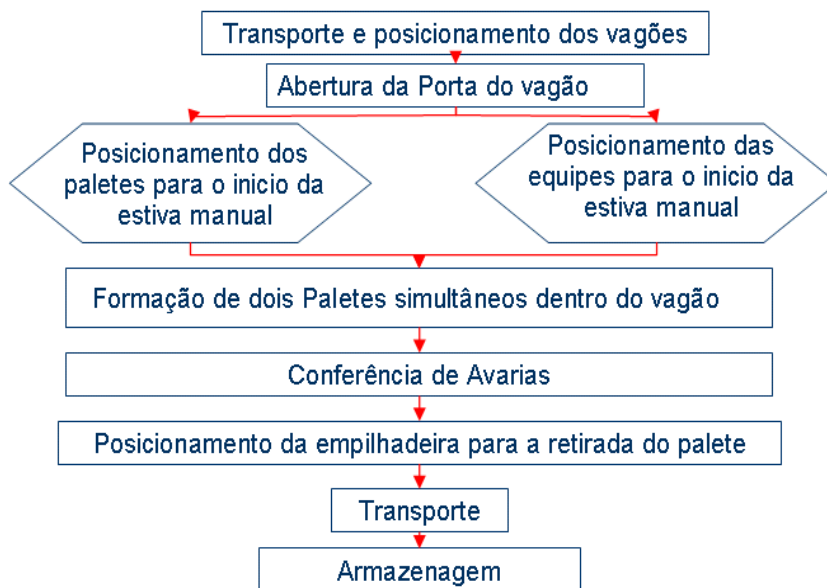 Transporte e posicionamento dos vagões
Abertura da Porta do vagão
Posicionamento dos
paletes para o inicio da
estiva manual
Posicionamento das
equipes para o inicio da
estiva manual
Formação de dois Paletes simultâneos dentro do vagão
Conferência de Avarias
Posicionamento da empilhadeira para a retirada do palete
Transporte
Armazenagem